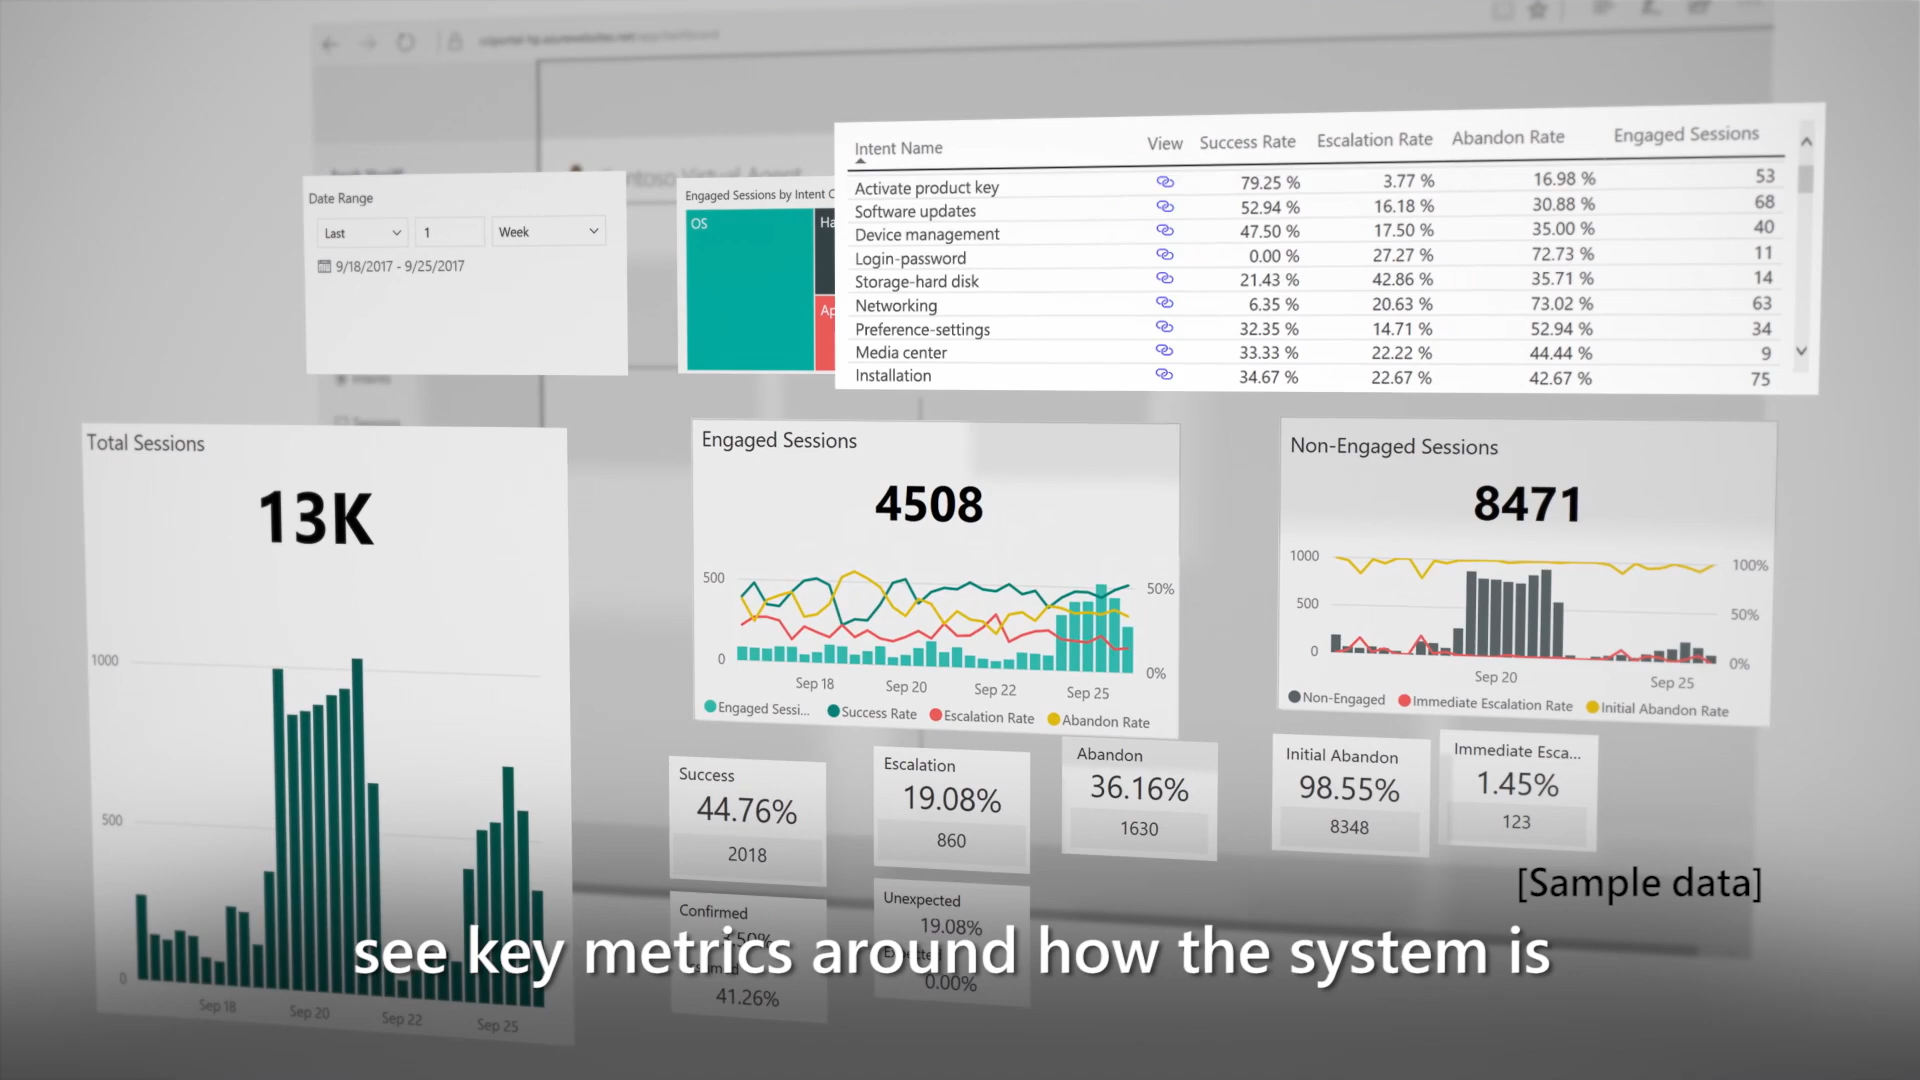 Date Range
Last 1 Week
9/18/2017 - 9/25/2017
Engaged Sessions by Intent C
OS
Ha
Ap
Intent Name View Success Rate Escalation Rate Abandon Rate Engaged Sessions
Activate product key 79.25 % 3.77 % 16.98 % 53
Software updates 52.94 % 16.18 % 30.88 % 68
Device management 47.50 % 17.50 % 35.00 % 40
Login-password 0.00 % 27.27 % 72.73 % 11
Storage-hard disk 21.43 % 42.86 % 35.71 % 14
Networking 6.35 % 20.63 % 73.02 % 63
Preference-settings 32.35 % 14.71 % 52.94 % 34
Media center 33.33 % 22.22 % 44.44 % 9
Installation 34.67 % 22.67 % 42.67 % 75
Total Sessions
13K
1000
500
0
Sep 18 Sep 20 Sep 22 Sep 25
Engaged Sessions
4508
500 50%
0 0%
Sep 18 Sep 20 Sep 22 Sep 25
Engaged Sessi... Success Rate Escalation Rate Abandon Rate
Non-Engaged Sessions
8471
1000 100%
500 50%
0 0%
Sep 20 Sep 25
Non-Engaged Immediate Escalation Rate Initial Abandon Rate
Success
44.76%
2018
Escalation
19.08%
860
Abandon
36.16%
1630
Initial Abandon
98.55%
8348
Immediate Esca...
1.45%
123
Confirmed
41.26%
Unexpected
19.08%
0.00%
[Sample data]
see key metrics around how the system is